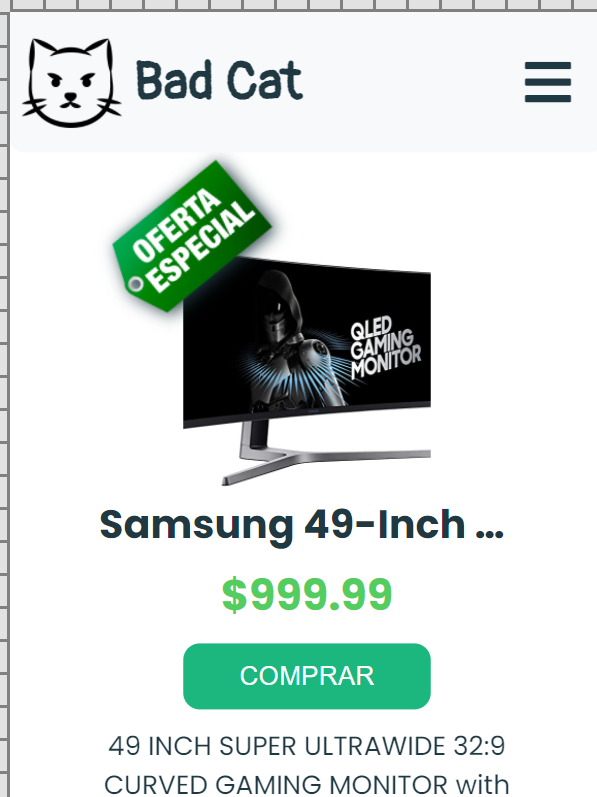 Bad Cat
OFERTA
ESPECIAL
QLED
GAMING
MONITOR
Samsung 49-Inch ...
$999.99
COMPRAR
49 INCH SUPER ULTRAWIDE 32:9
CURVED GAMING MONITOR with